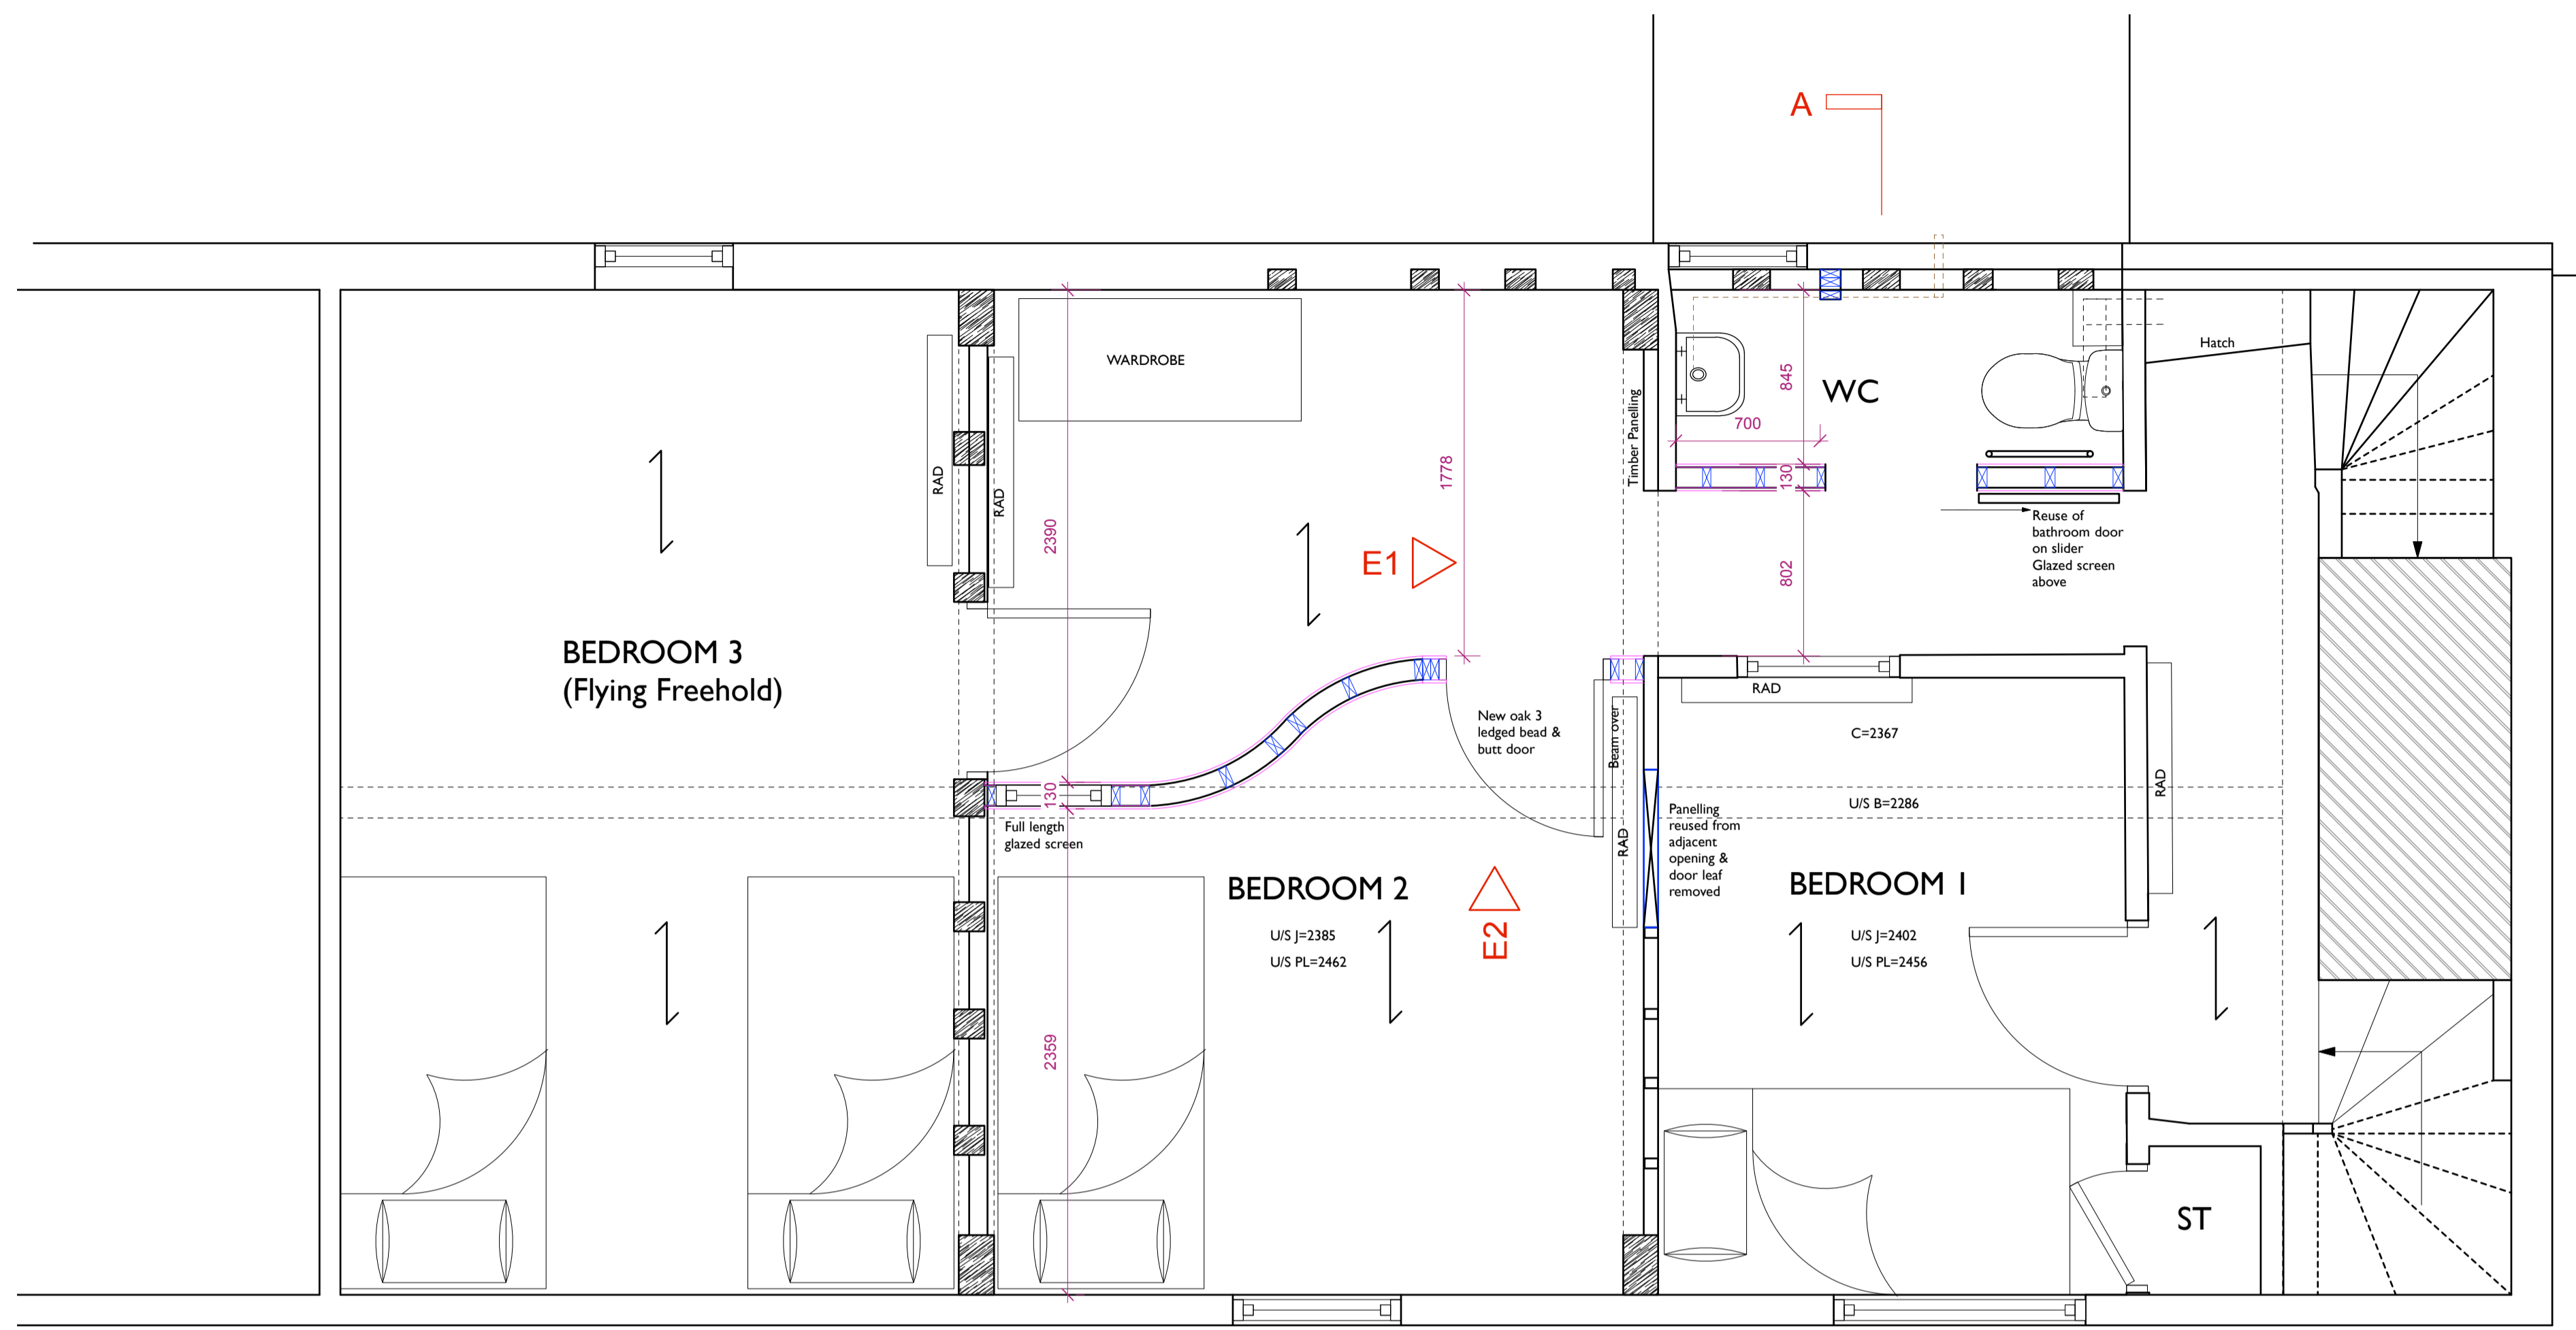 A
Hatch
WARDROBE
Timber Panelling
845
WC
700
RAD
RAD
1778
130
2390
E1
802
Reuse of
bathroom door
on slider
Glazed screen
above
BEDROOM 3
(Flying Freehold)
RAD
New oak 3
ledged bead &
butt door
Beam over
C=2367
RAD
130
U/S B=2286
Full length
glazed screen
RAD
Panelling
reused from
adjacent
opening &
door leaf
removed
BEDROOM 2
BEDROOM 1
E2
U/S J=2385
U/S PL=2462
U/S J=2402
U/S PL=2456
2359
ST